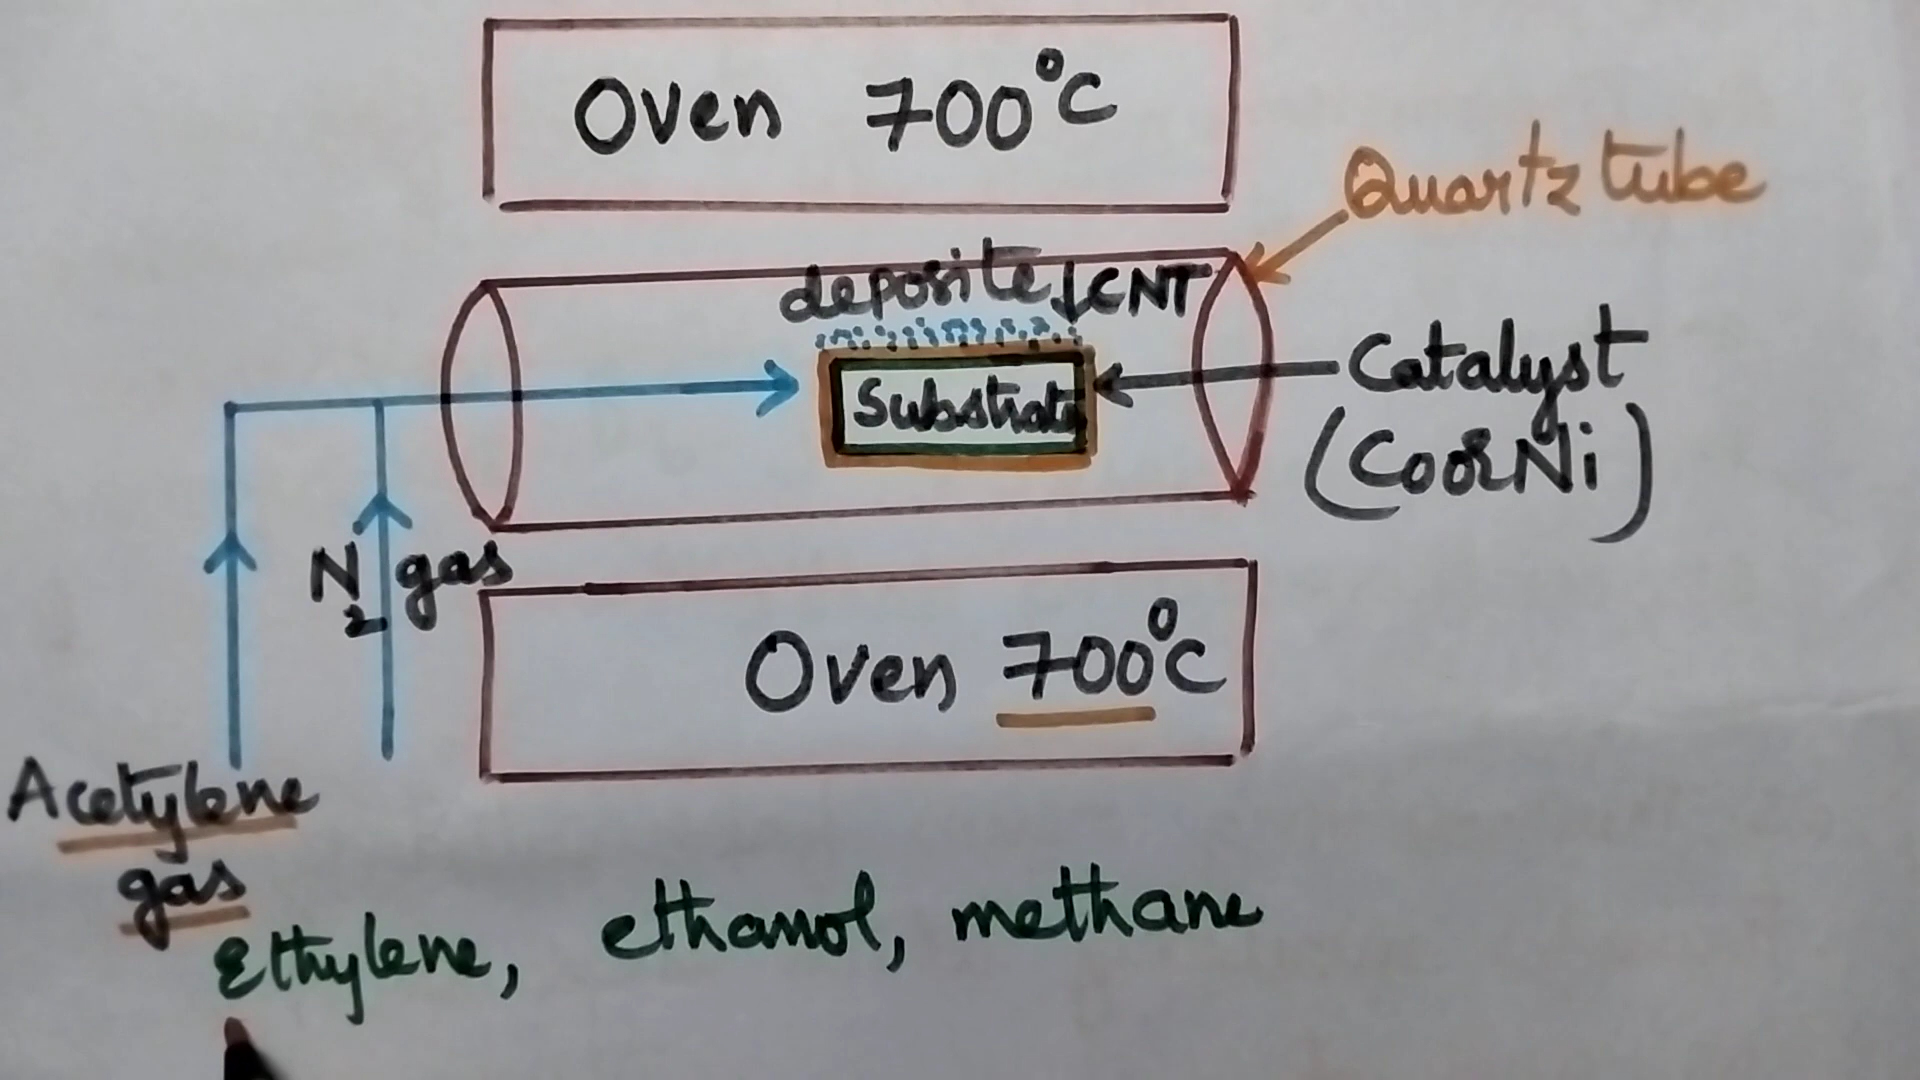 Oven 700°C
Quartz tube
deposited CNT
Substrate
Catalyst
(Co or Ni)
N2 gas
Oven 700°C
Acetylene
gas
Ethylene, ethanol, methane